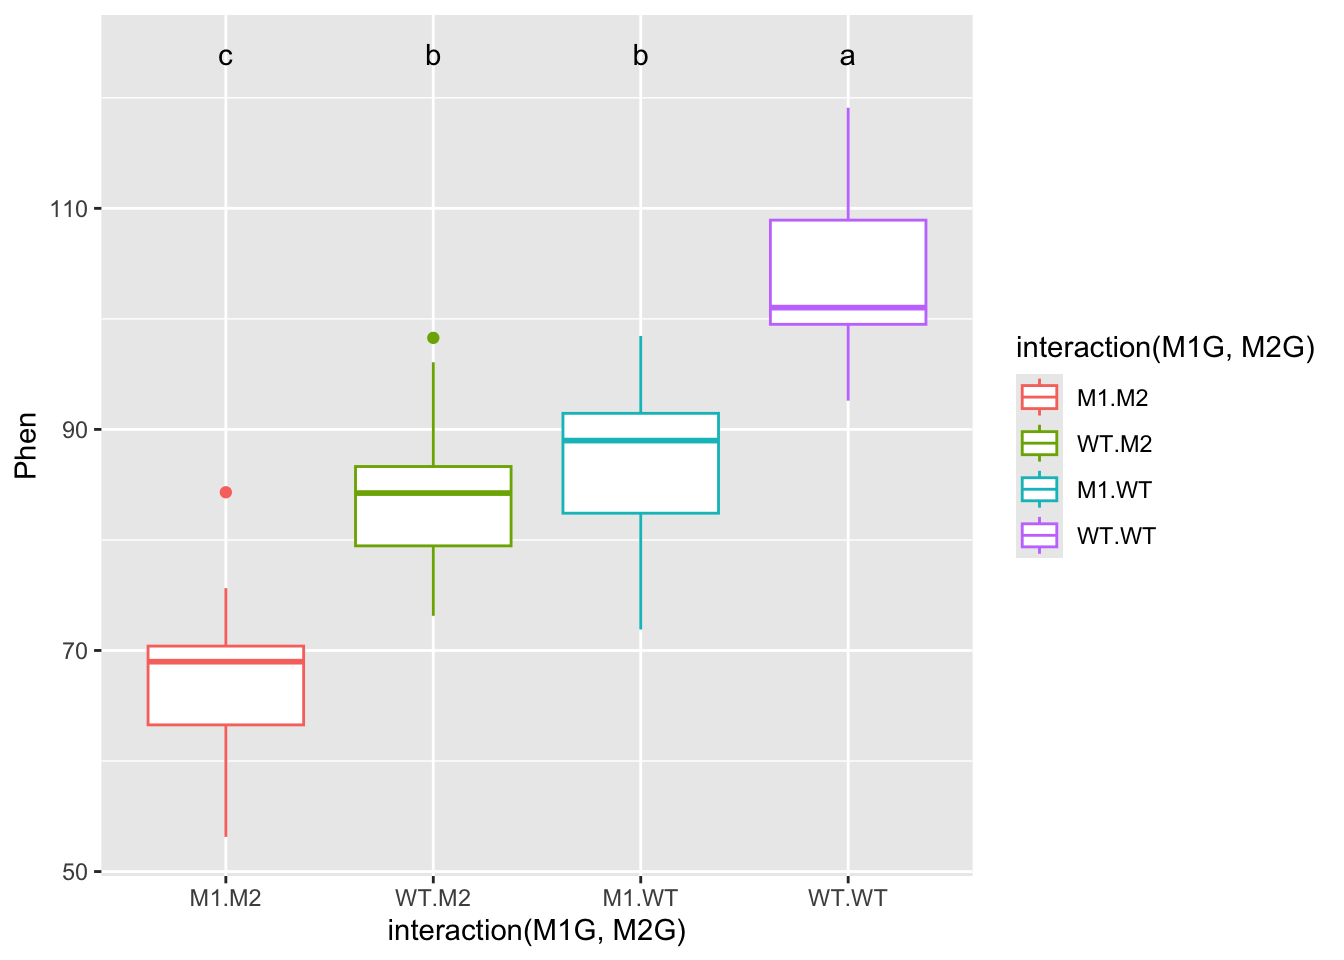 c b b a
110
90
70
50
Phen
M1.M2 WT.M2 M1.WT WT.WT
interaction(M1G, M2G)
interaction(M1G, M2G)
M1.M2
WT.M2
M1.WT
WT.WT